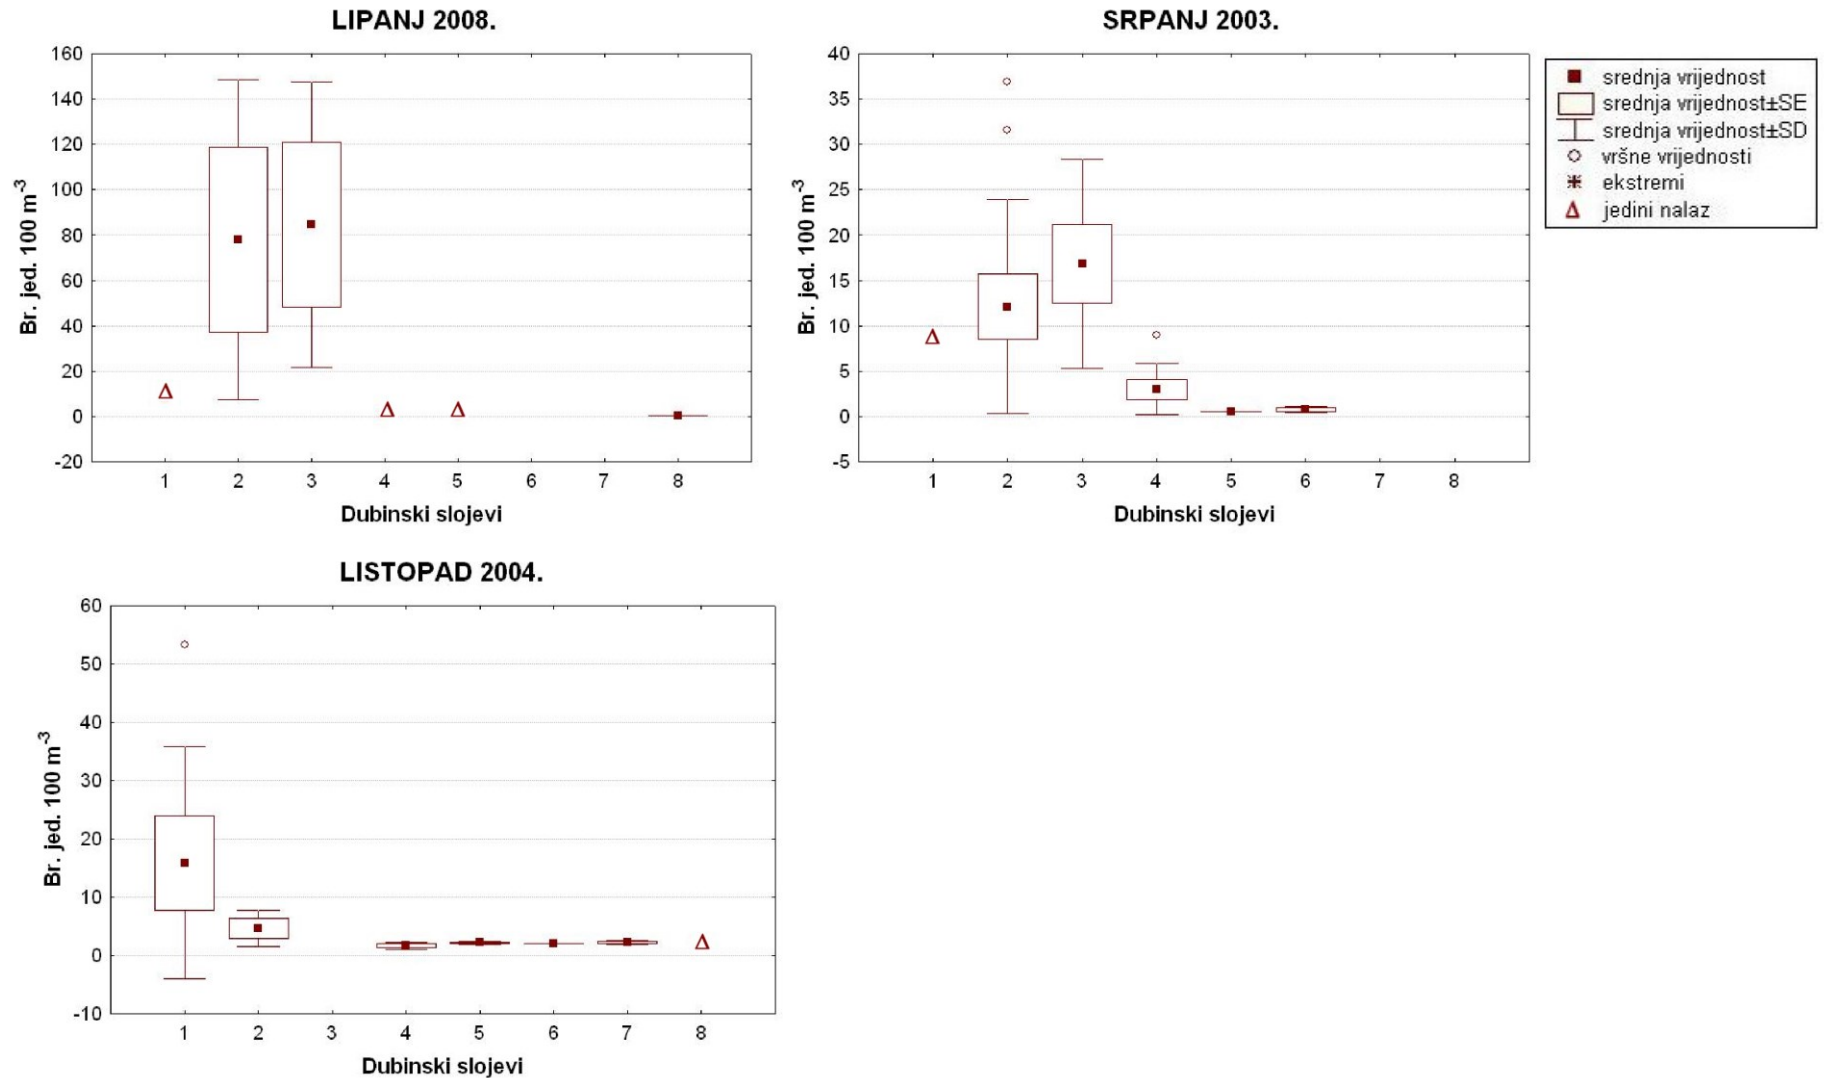 LIPANJ 2008.
160
140
120
100
80
60
40
20
0
-20
Br. jed. 100 m-3
1 2 3 4 5 6 7 8
Dubinski slojevi
SRPANJ 2003.
40
35
30
25
20
15
10
5
0
-5
Br. jed. 100 m-3
1 2 3 4 5 6 7 8
Dubinski slojevi
srednja vrijednost
srednja vrijednost±SE
srednja vrijednost±SD
vršne vrijednosti
ekstremi
jedini nalaz
LISTOPAD 2004.
60
50
40
30
20
10
0
-10
Br. jed. 100 m-3
1 2 3 4 5 6 7 8
Dubinski slojevi